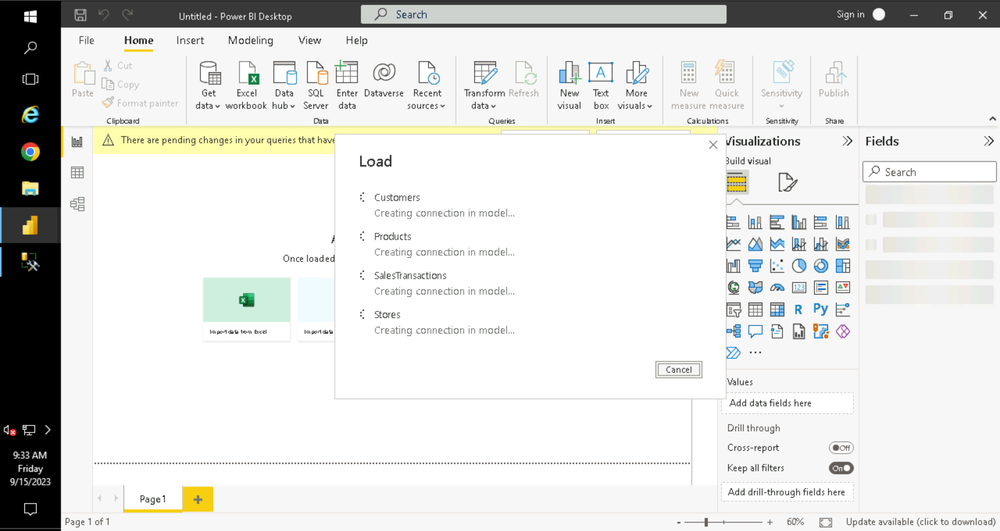 Untitled - Power BI Desktop
Search
Sign in
File
Home
Insert
Modeling
View
Help
Paste
Cut
Copy
Format painter
Clipboard
Get data
Excel workbook
Data hub
SQL Server
Enter data
Dataverse
Recent sources
Data
Transform data
Refresh
Queries
New visual
Text box
More visuals
Insert
New measure
Quick measure
Calculations
Sensitivity
Sensitivity
Publish
Share
There are pending changes in your queries that have
Once loaded
Import data from Excel
Import data
Load
Customers
Creating connection in model...
Products
Creating connection in model...
SalesTransactions
Creating connection in model...
Stores
Creating connection in model...
Cancel
Visualizations
Build visual
123
R
Py
Values
Add data fields here
Drill through
Cross-report
Off
Keep all filters
On
Add drill-through fields here
Fields
Search
9:33 AM
Friday
9/15/2023
Page 1
Page 1 of 1
60%
Update available (click to download)